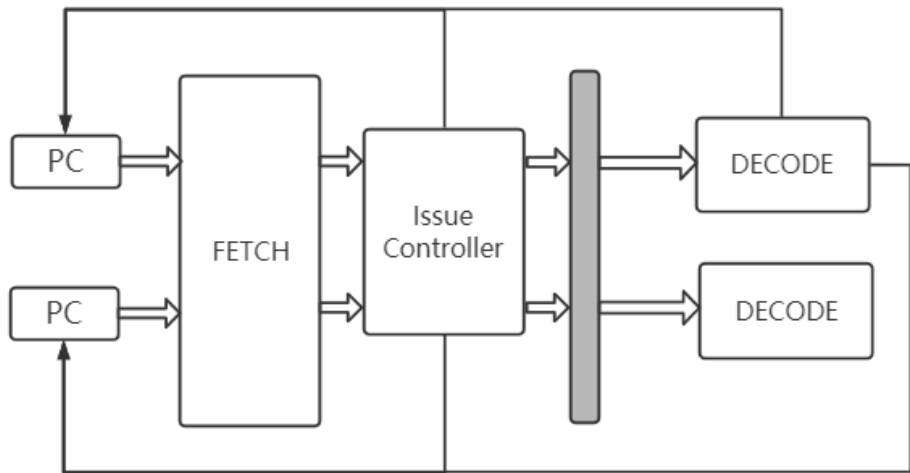 PC
FETCH
Issue
Controller
DECODE
PC
DECODE